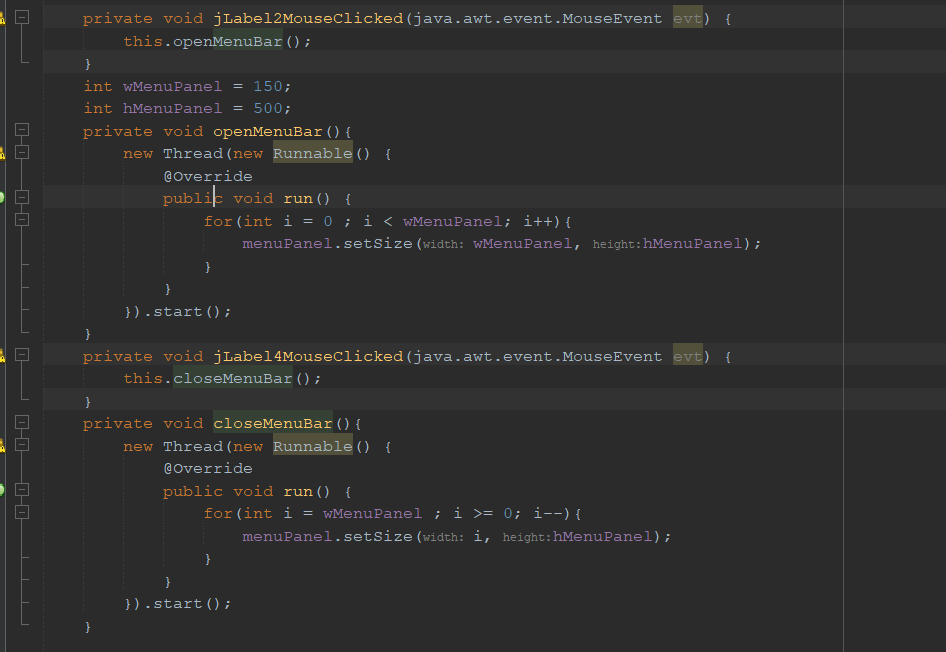 private void jLabel2MouseClicked(java.awt.event.MouseEvent evt) {
this.openMenuBar();
}
int wMenuPanel = 150;
int hMenuPanel = 500;
private void openMenuBar(){
new Thread(new Runnable() {
@Override
public void run() {
for(int i = 0 ; i < wMenuPanel; i++){
menuPanel.setSize(width: wMenuPanel, height:hMenuPanel);
}
}
}).start();
}
private void jLabel4MouseClicked(java.awt.event.MouseEvent evt) {
this.closeMenuBar();
}
private void closeMenuBar(){
new Thread(new Runnable() {
@Override
public void run() {
for(int i = wMenuPanel ; i >= 0; i--){
menuPanel.setSize(width: i, height:hMenuPanel);
}
}
}).start();
}